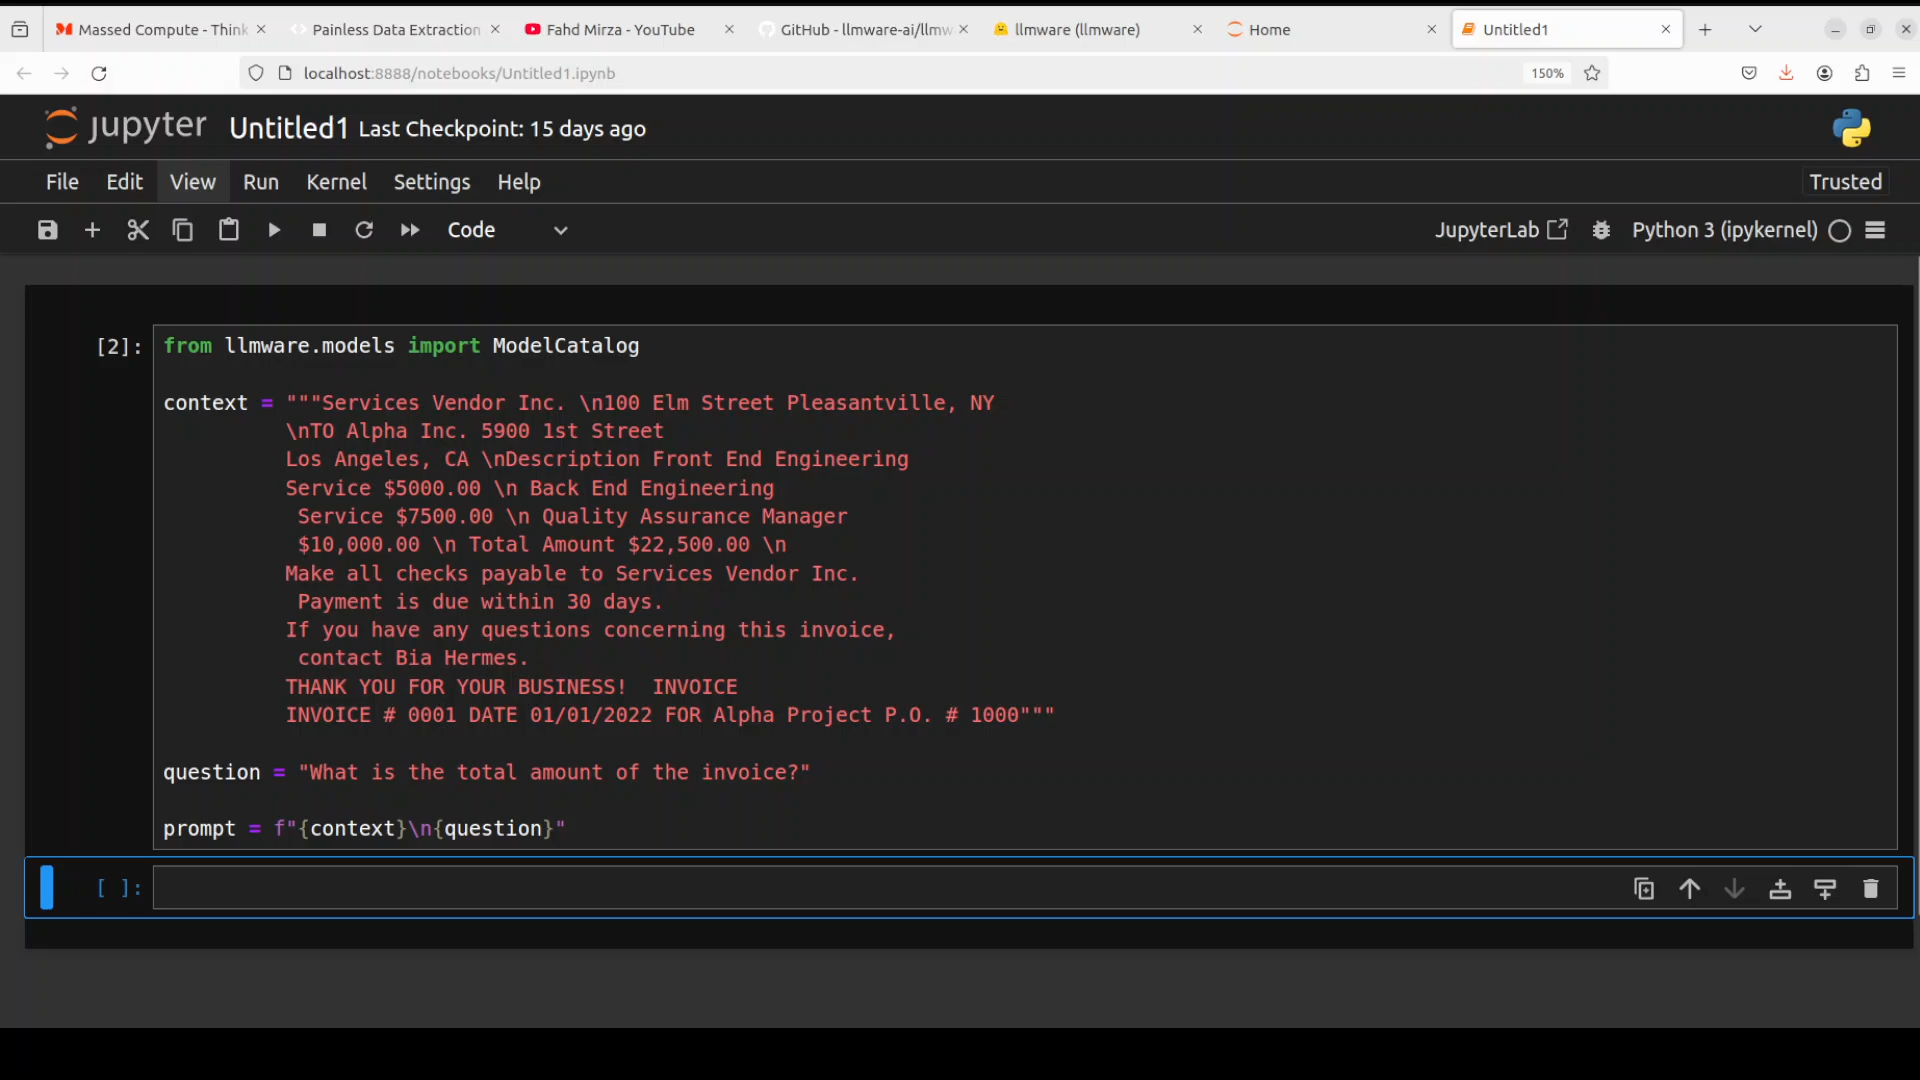 Massed Compute - Think
Painless Data Extraction
Fahd Mirza - YouTube
GitHub - llmware-ai/llmw
llmware (llmware)
Home
Untitled1
localhost:8888/notebooks/Untitled1.ipynb
150%
jupyter Untitled1 Last Checkpoint: 15 days ago
File Edit View Run Kernel Settings Help
Trusted
Code
JupyterLab
Python 3 (ipykernel)
[2]: from llmware.models import ModelCatalog
context = """Services Vendor Inc. \n100 Elm Street Pleasantville, NY
\nTO Alpha Inc. 5900 1st Street
Los Angeles, CA \nDescription Front End Engineering
Service $5000.00 \n Back End Engineering
Service $7500.00 \n Quality Assurance Manager
$10,000.00 \n Total Amount $22,500.00 \n
Make all checks payable to Services Vendor Inc.
Payment is due within 30 days.
If you have any questions concerning this invoice,
contact Bia Hermes.
THANK YOU FOR YOUR BUSINESS!  INVOICE
INVOICE # 0001 DATE 01/01/2022 FOR Alpha Project P.O. # 1000"""
question = "What is the total amount of the invoice?"
prompt = f"{context}\n{question}"
[ ]: